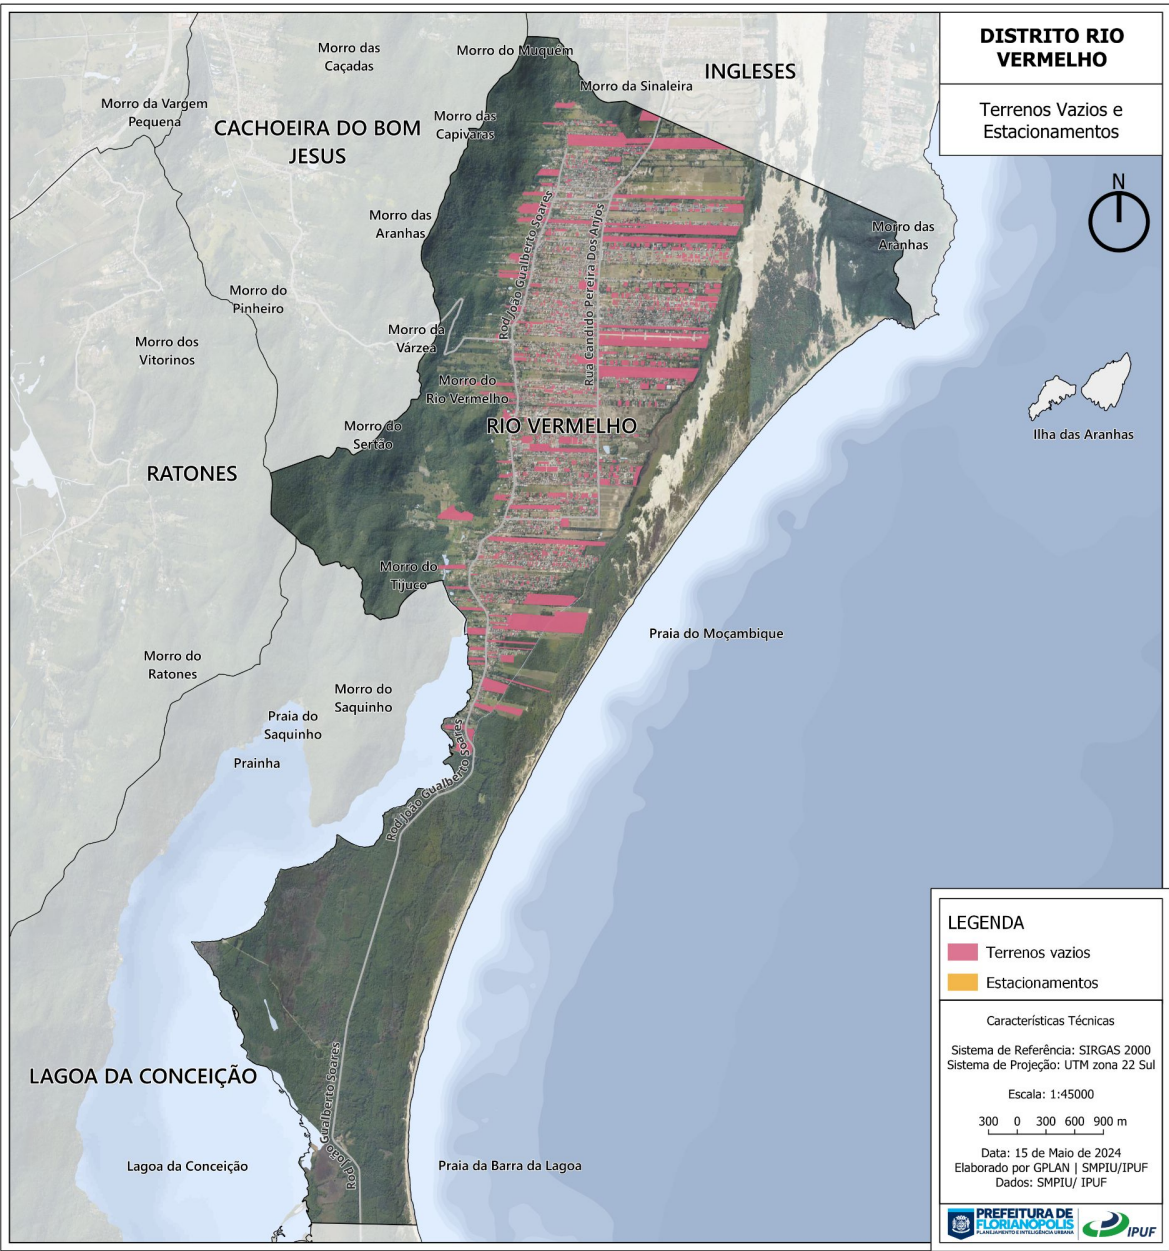 DISTRITO RIO
VERMELHO
Terrenos Vazios e
Estacionamentos
N
Morro das
Caçadas
Morro do Muquém
INGLESES
Morro da Sinaleira
Morro da Vargem
Pequena
CACHOEIRA DO BOM
JESUS
Morro das
Capivaras
Morro das
Aranhas
Morro das
Aranhas
Rod João Gualberto Soares
Rua Candido Pereira Dos Anjos
Morro do
Pinheiro
Morro da
Várzea
Morro dos
Vitorinos
Morro do
Rio Vermelho
Ilha das Aranhas
RIO VERMELHO
Morro do
Sertão
RATONES
Morro do
Tijuco
Praia do Moçambique
Morro do
Ratones
Morro do
Saquinho
Praia do
Saquinho
Prainha
Rod João Gualberto Soares
LAGOA DA CONCEIÇÃO
Rod João Gualberto Soares
Lagoa da Conceição
Praia da Barra da Lagoa
LEGENDA
Terrenos vazios
Estacionamentos
Características Técnicas
Sistema de Referência: SIRGAS 2000
Sistema de Projeção: UTM zona 22 Sul
Escala: 1:45000
300 0 300 600 900 m
Data: 15 de Maio de 2024
Elaborado por GPLAN | SMPIU/IPUF
Dados: SMPIU/ IPUF
PREFEITURA DE
FLORIANÓPOLIS
PLANEJAMENTO E INTELIGÊNCIA URBANA
IPUF